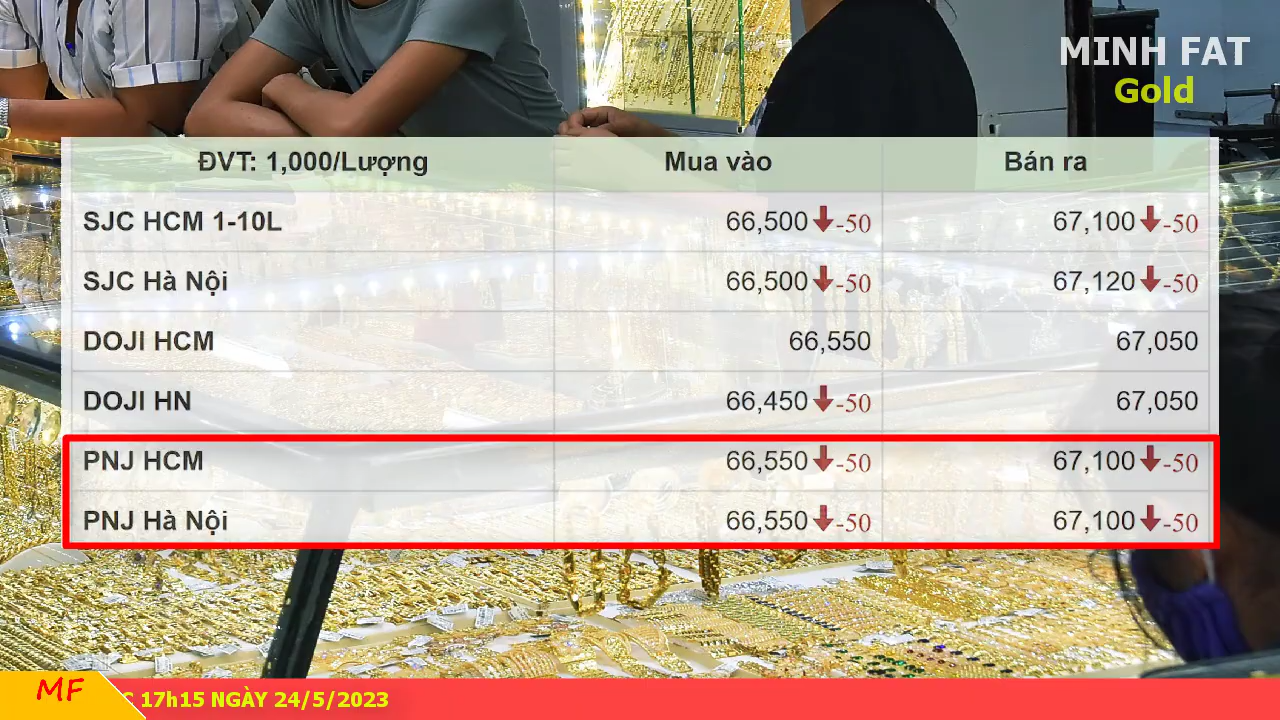 MINH FAT
Gold
ĐVT: 1,000/Lượng Mua vào Bán ra
SJC HCM 1-10L 66,500 -50 67,100 -50
SJC Hà Nội 66,500 -50 67,120 -50
DOJI HCM 66,550 67,050
DOJI HN 66,450 -50 67,050
PNJ HCM 66,550 -50 67,100 -50
PNJ Hà Nội 66,550 -50 67,100 -50
MF C 17h15 NGÀY 24/5/2023